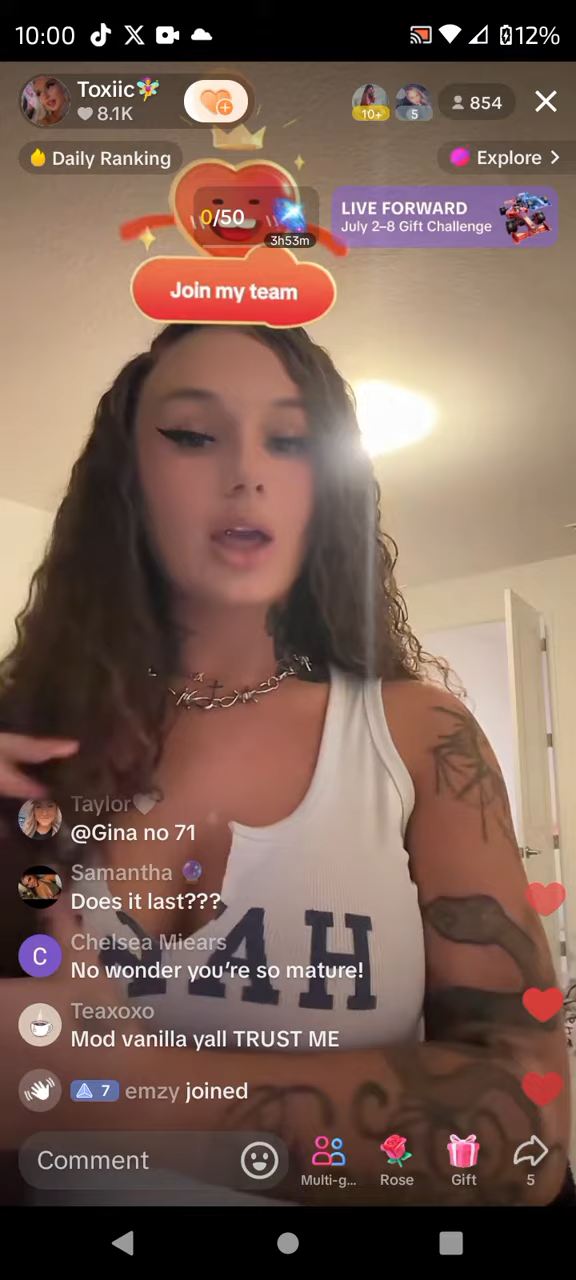 10:00
12%
Toxiic🧚
8.1K
10+
5
854
Daily Ranking
Explore >
0/50
3h53m
LIVE FORWARD
July 2–8 Gift Challenge
Join my team
Taylor🤍
@Gina no 71
Samantha 🔮
Does it last???
C
Chelsea Miears
No wonder you're so mature!
Teaxoxo
Mod vanilla yall TRUST ME
7 emzy joined
Comment
Multi-g...
Rose
Gift
5